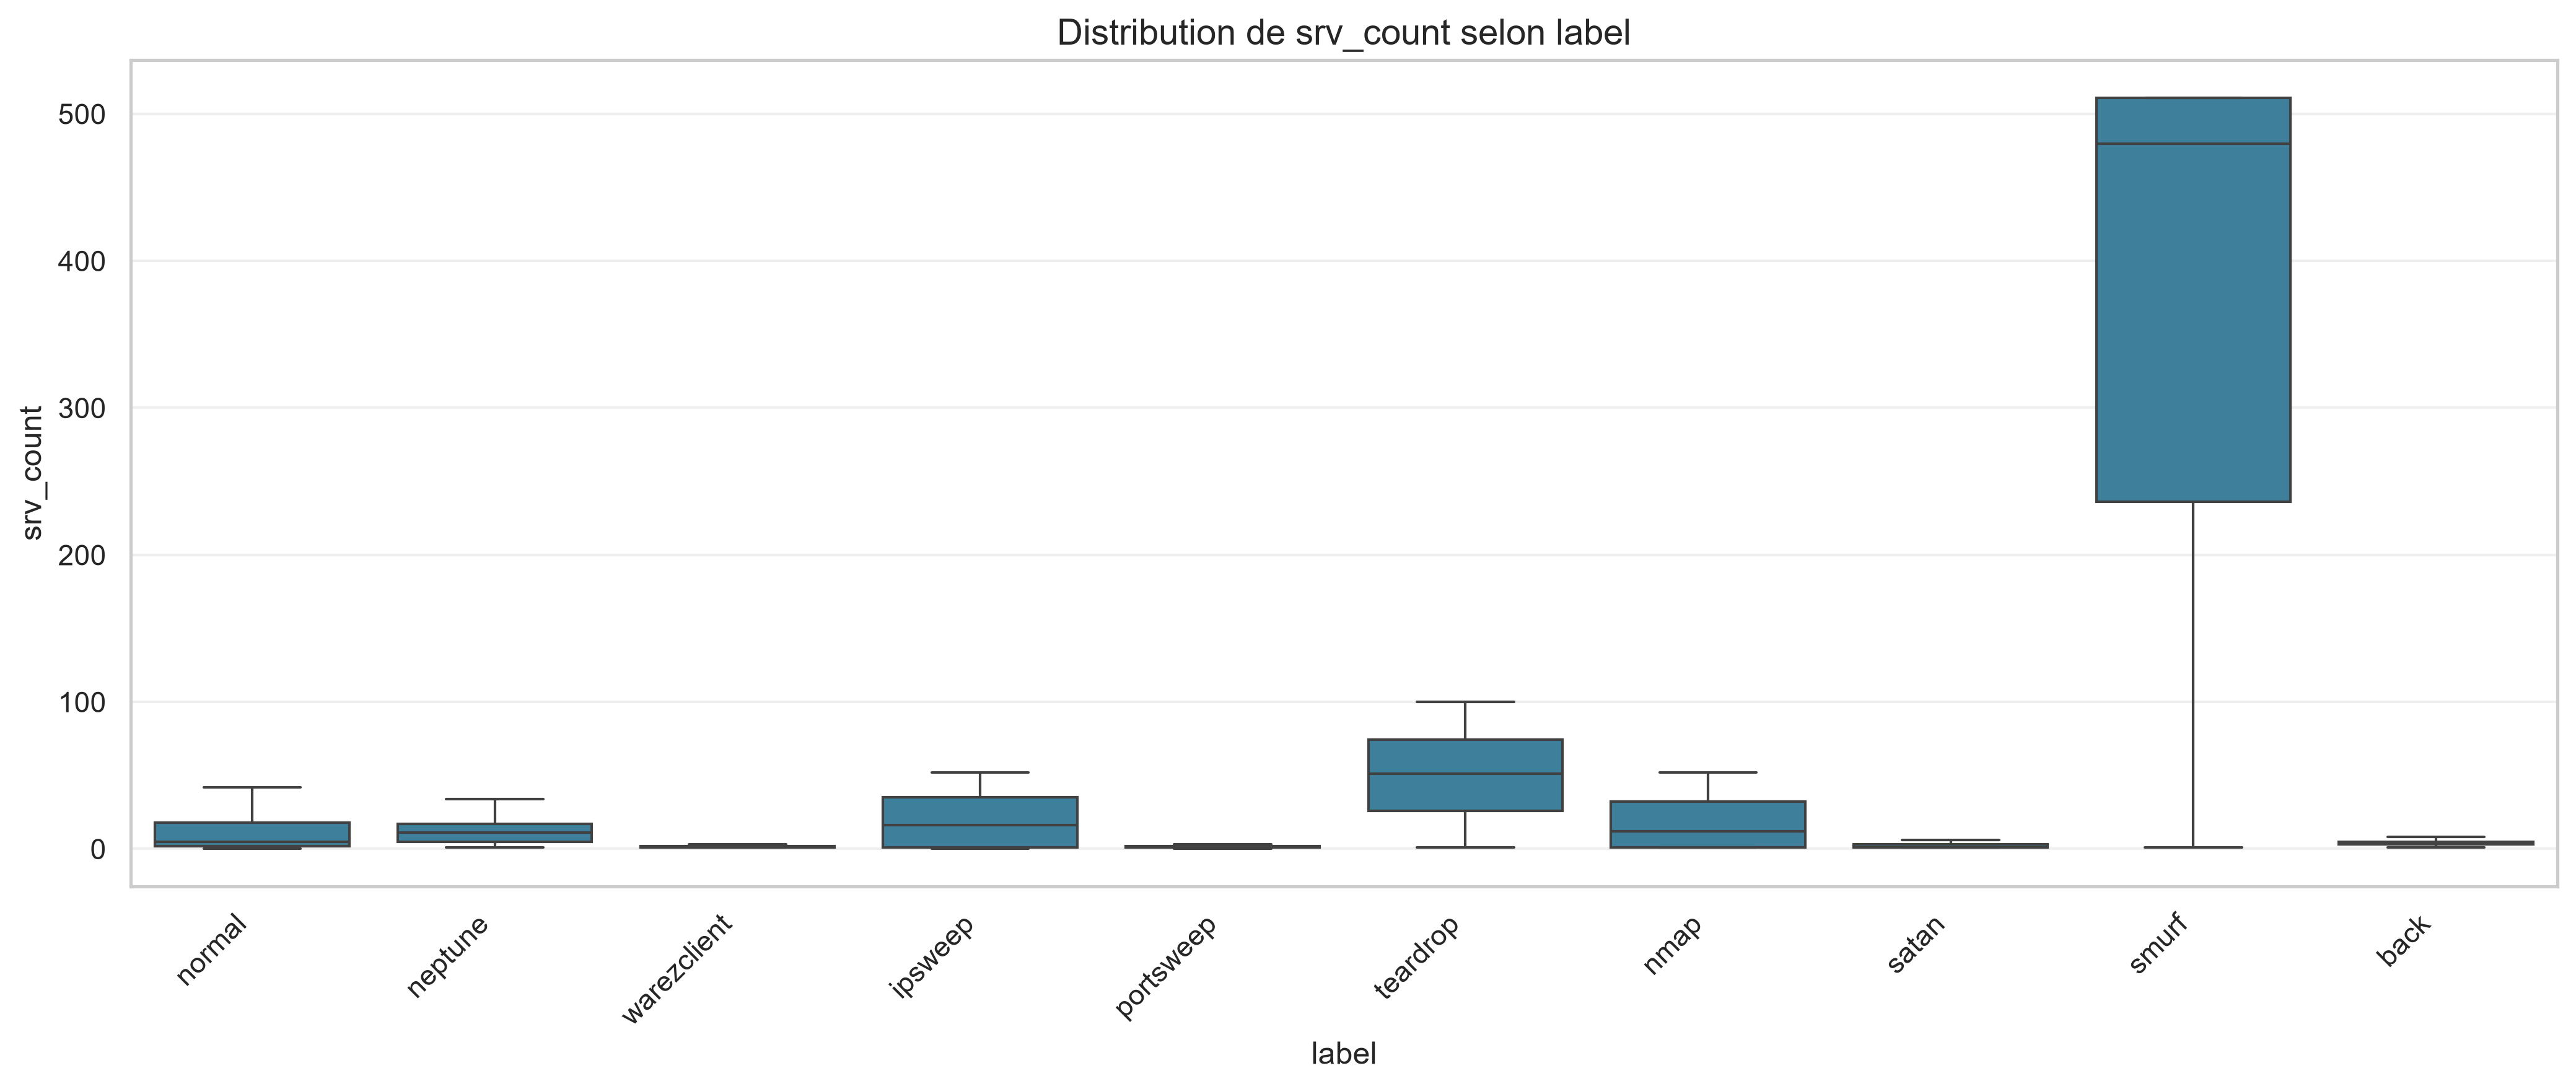 Distribution de srv_count selon label
srv_count
500
400
300
200
100
0
normal
neptune
warezclient
ipsweep
portsweep
teardrop
nmap
satan
smurf
back
label